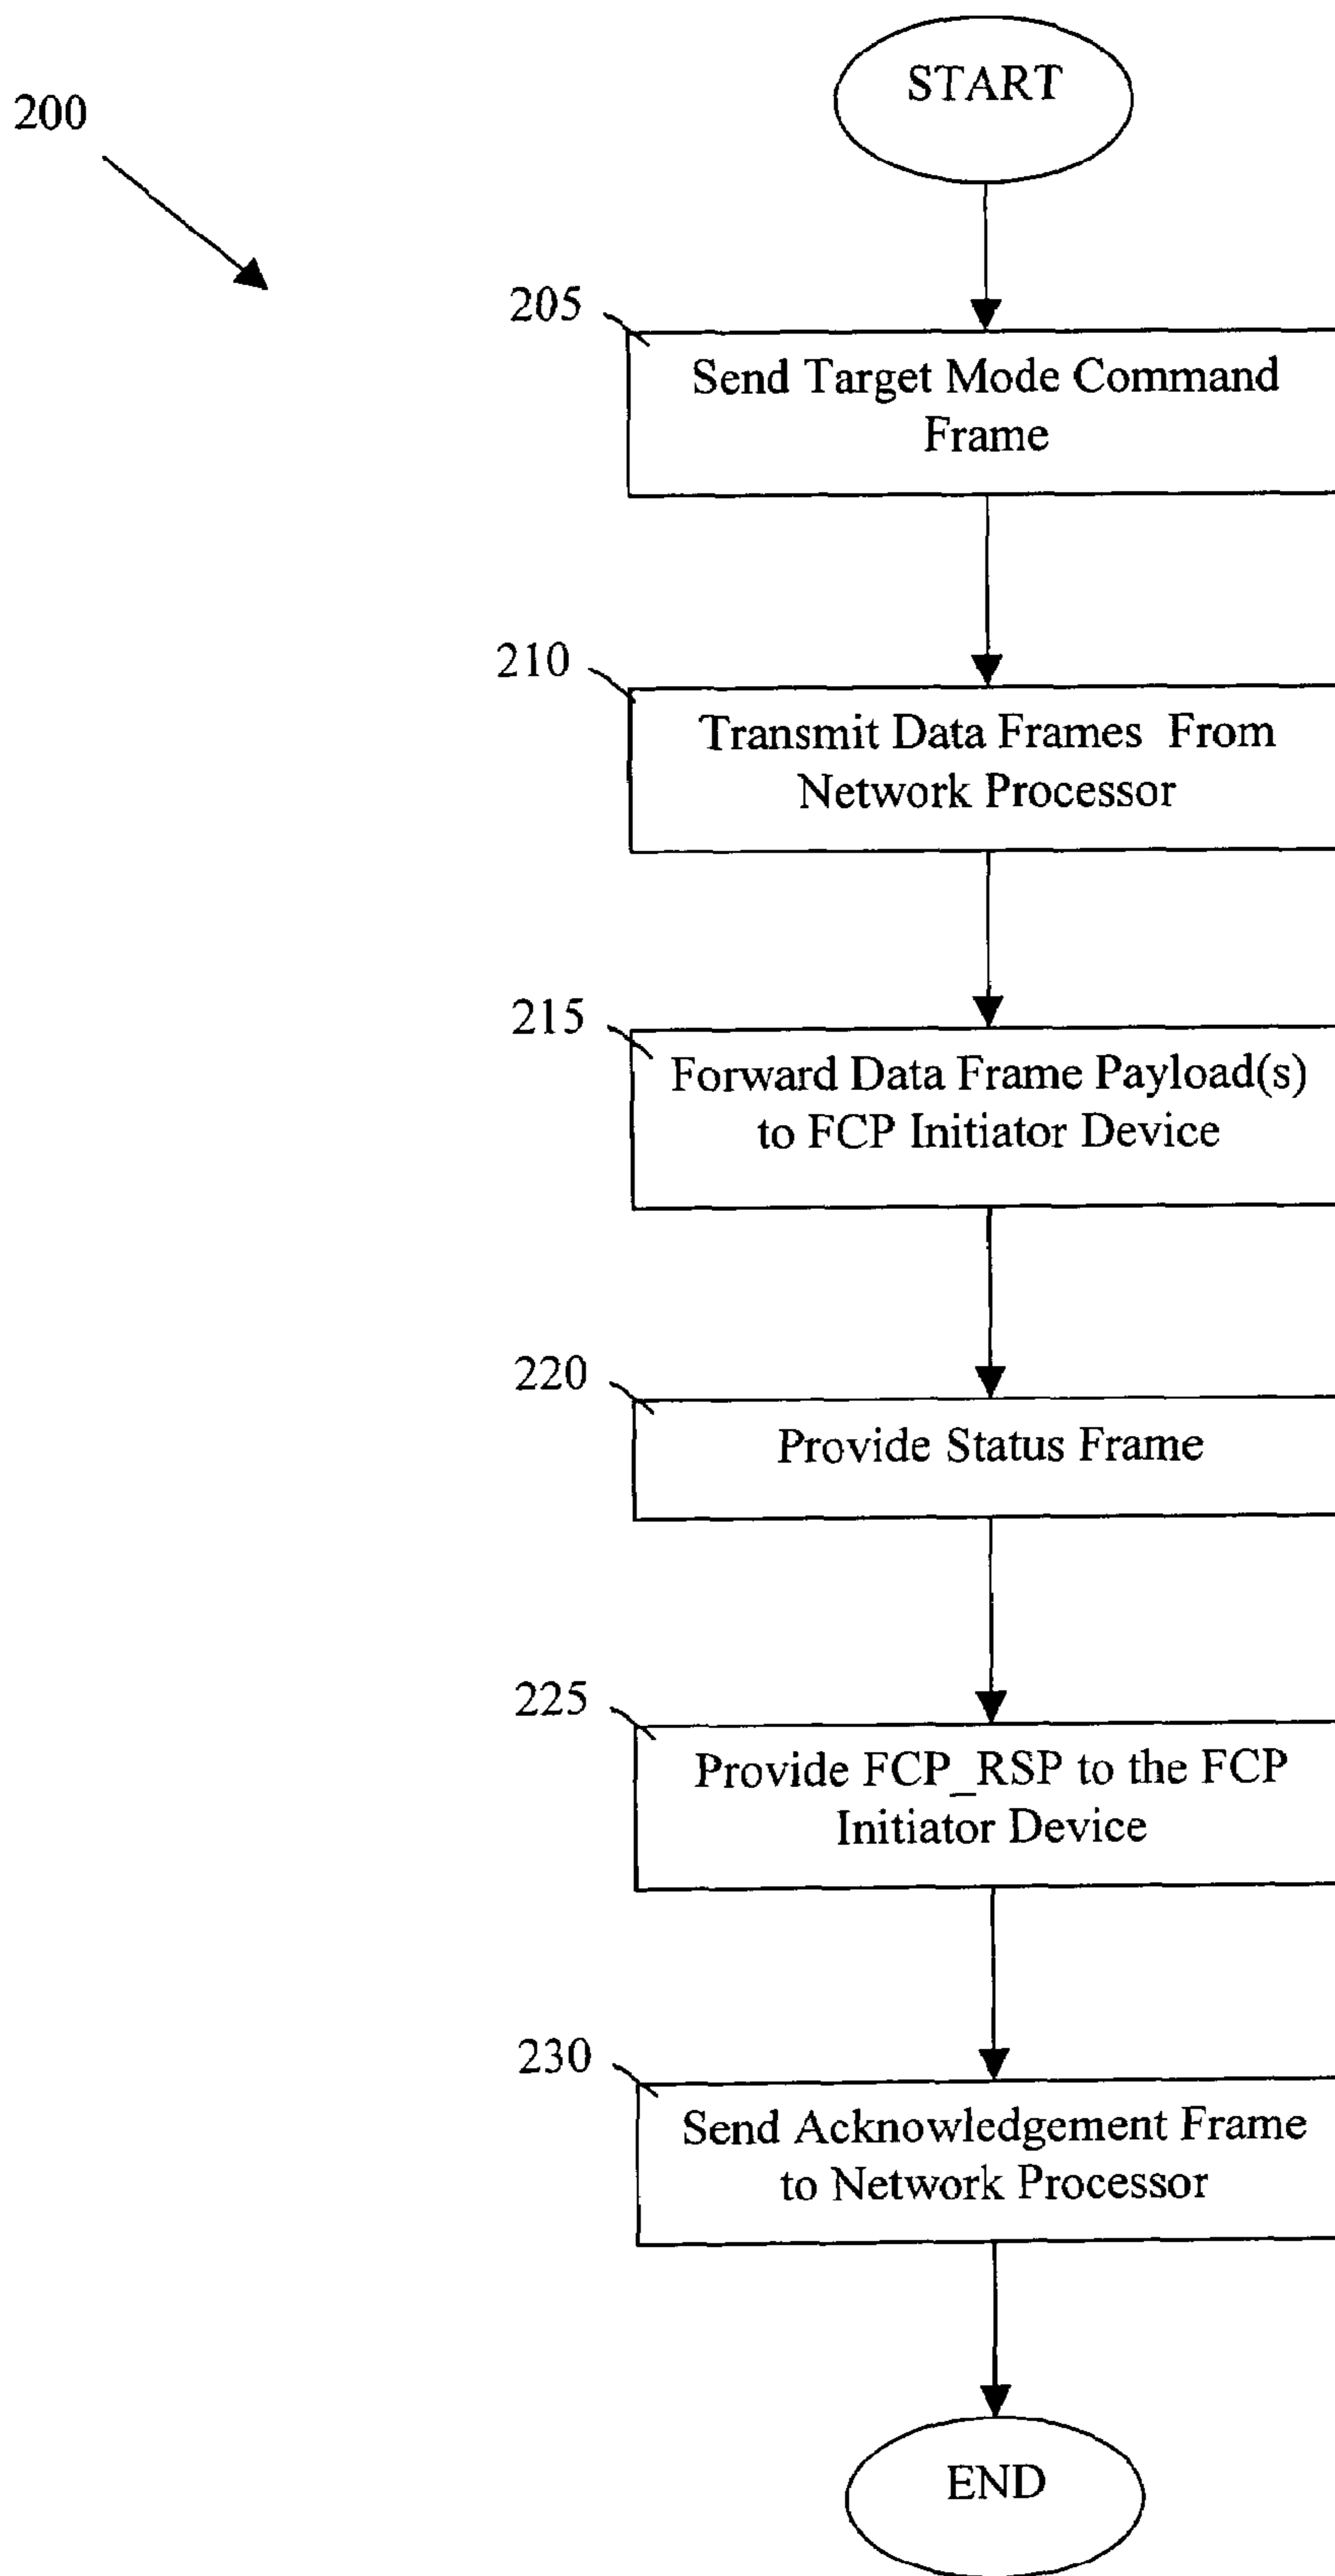 START
200
205
Send Target Mode Command
Frame
210
Transmit Data Frames From
Network Processor
215
Forward Data Frame Payload(s)
to FCP Initiator Device
220
Provide Status Frame
225
Provide FCP_RSP to the FCP
Initiator Device
230
Send Acknowledgement Frame
to Network Processor
END